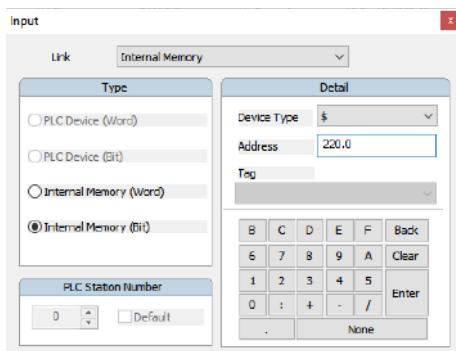 Input
x
Link Internal Memory
Type
PLC Device (Word)
PLC Device (Bit)
Internal Memory (Word)
Internal Memory (Bit)
PLC Station Number
0 Default
Detail
Device Type $
Address 220.0
Tag
B C D E F Back
6 7 8 9 A Clear
1 2 3 4 5 Enter
0 : + - /
. None